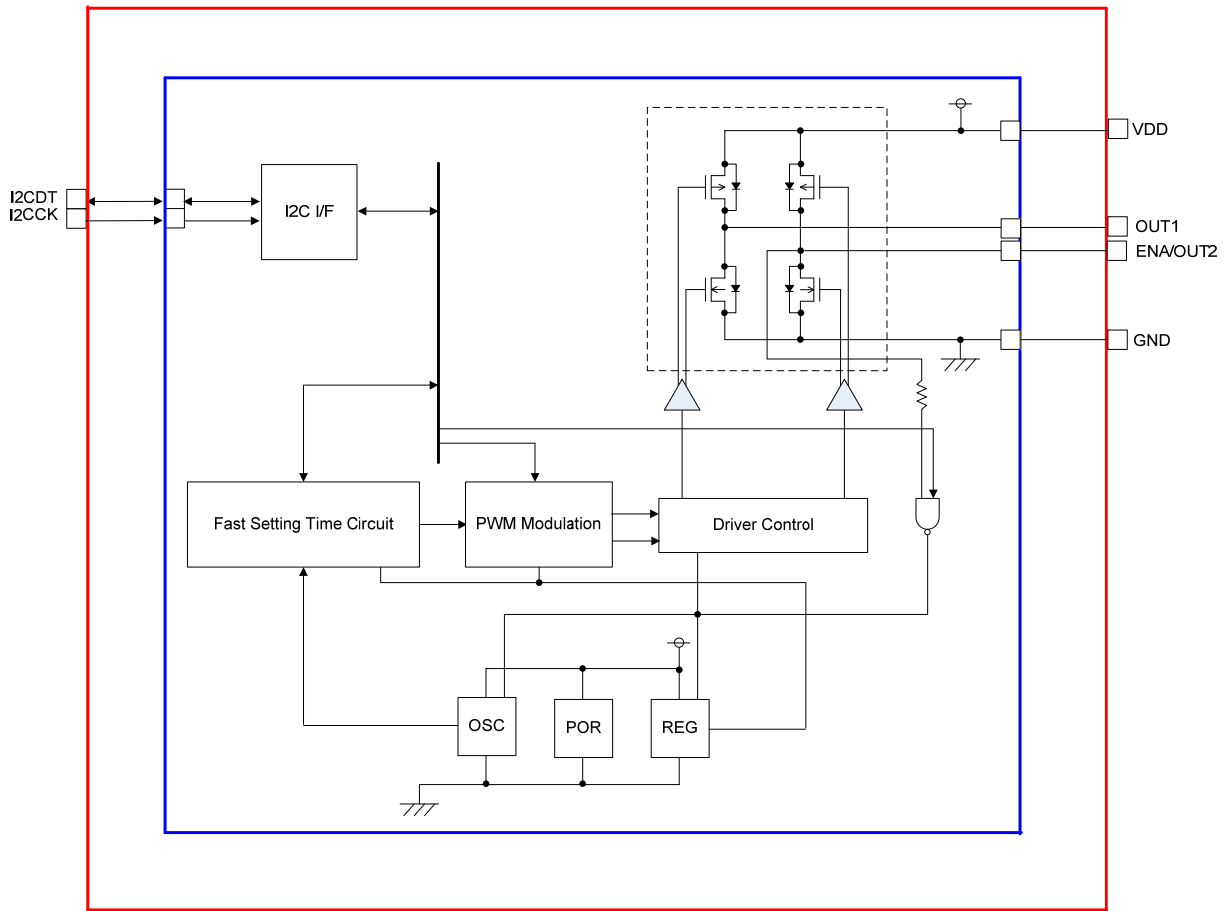 VDD
I2CDT
I2CCK
I2C I/F
OUT1
ENA/OUT2
GND
Fast Setting Time Circuit
PWM Modulation
Driver Control
OSC
POR
REG